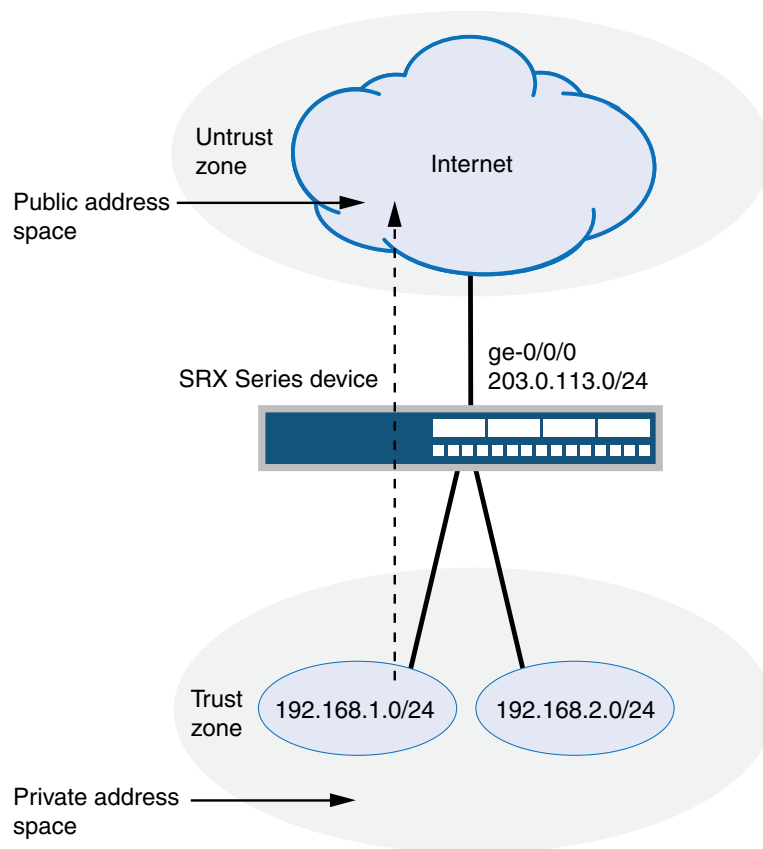 Untrust
zone
Internet
Public address
space
ge-0/0/0
203.0.113.0/24
SRX Series device
Trust
zone
192.168.1.0/24
192.168.2.0/24
Private address
space